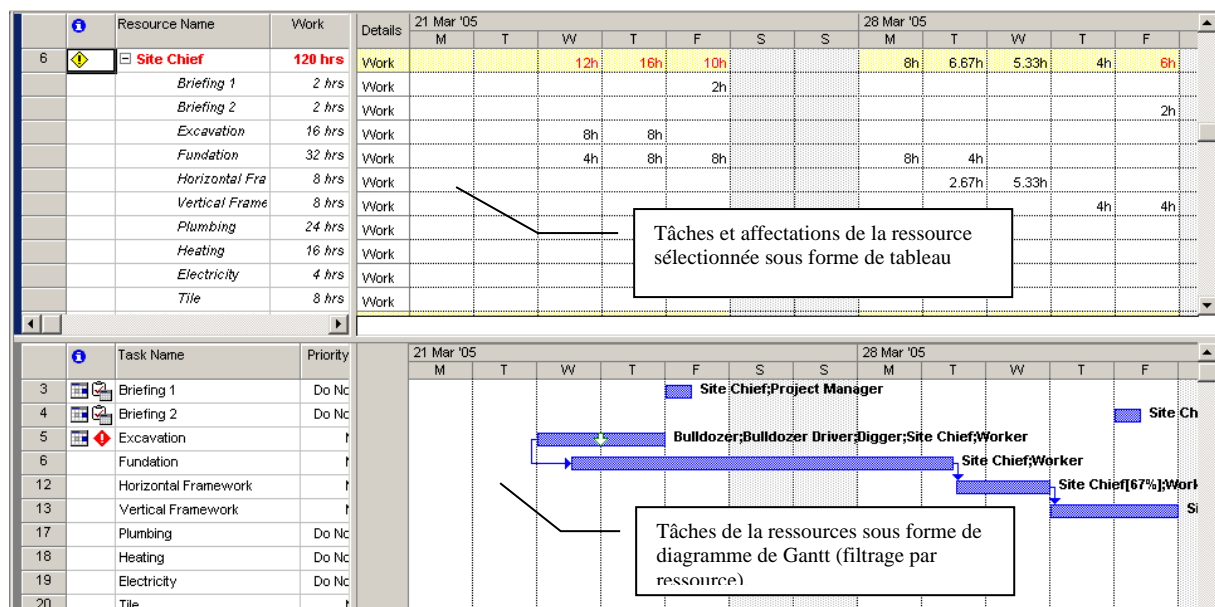 Resource Name Work Details 21 Mar '05 28 Mar '05
M T W T F S S M T W T F
6 Site Chief 120 hrs Work 12h 16h 10h 8h 6.67h 5.33h 4h 6h
Briefing 1 2 hrs Work 2h
Briefing 2 2 hrs Work 2h
Excavation 16 hrs Work 8h 8h
Fundation 32 hrs Work 4h 8h 8h 8h 4h
Horizontal Fra 8 hrs Work 2.67h 5.33h
Vertical Frame 8 hrs Work 4h 4h
Plumbing 24 hrs Work
Heating 16 hrs Work
Electricity 4 hrs Work
Tile 8 hrs Work
Tâches et affectations de la ressource
sélectionnée sous forme de tableau
Task Name Priority 21 Mar '05 28 Mar '05
M T W T F S S M T W T F
3 Briefing 1 Do No Site Chief;Project Manager
4 Briefing 2 Do No Site Ch
5 Excavation Bulldozer;Bulldozer Driver;Digger;Site Chief;Worker
6 Fundation Site Chief;Worker
12 Horizontal Framework Site Chief[67%];Work
13 Vertical Framework Si
17 Plumbing Do No
18 Heating Do No
19 Electricity Do No
20 Tile
Tâches de la ressources sous forme de
diagramme de Gantt (filtrage par
ressource)